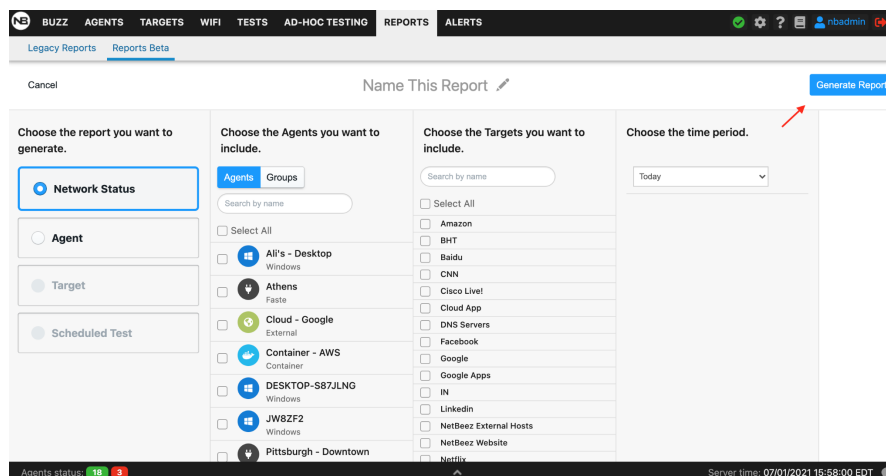 NB BUZZ AGENTS TARGETS WIFI TESTS AD-HOC TESTING REPORTS ALERTS ? nbadmin
Legacy Reports Reports Beta
Cancel Name This Report Generate Report
Choose the report you want to
generate.
Network Status
Agent
Target
Scheduled Test
Choose the Agents you want to
include.
Agents Groups
Search by name
Select All
Ali's - Desktop
Windows
Athens
Faste
Cloud - Google
External
Container - AWS
Container
DESKTOP-S87JLNG
Windows
JW8ZF2
Windows
Pittsburgh - Downtown
Choose the Targets you want to
include.
Search by name
Select All
Amazon
BHT
Baidu
CNN
Cisco Live!
Cloud App
DNS Servers
Facebook
Google
Google Apps
IN
Linkedin
NetBeez External Hosts
NetBeez Website
Netflix
Choose the time period.
Today
Agents status: 18 3 Server time: 07/01/2021 15:58:00 EDT